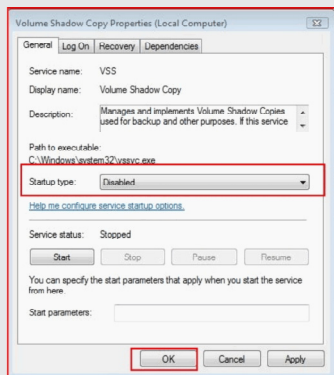 Volume Shadow Copy Properties (Local Computer)
General Log On Recovery Dependencies
Service name: VSS
Display name: Volume Shadow Copy
Description: Manages and implements Volume Shadow Copies
used for backup and other purposes. If this service
Path to executable:
C:\Windows\system32\vssvc.exe
Startup type: Disabled
Help me configure service startup options.
Service status: Stopped
Start Stop Pause Resume
You can specify the start parameters that apply when you start the service
from here.
Start parameters:
OK Cancel Apply